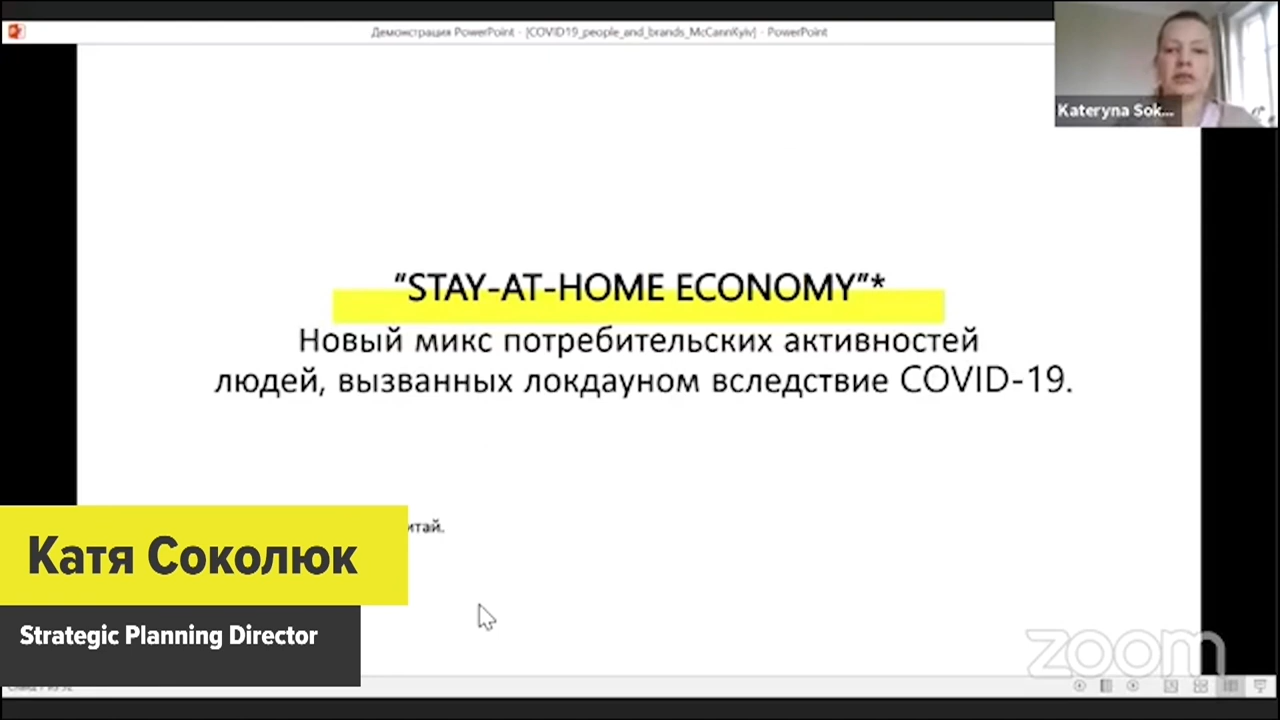 Демонстрация PowerPoint - [COVID19_people_and_brands_McCannKyiv] - PowerPoint
Kateryna Sok...
“STAY-AT-HOME ECONOMY”*
Новый микс потребительских активностей
людей, вызванных локдауном вследствие COVID-19.
итай.
Катя Соколюк
Strategic Planning Director
zoom